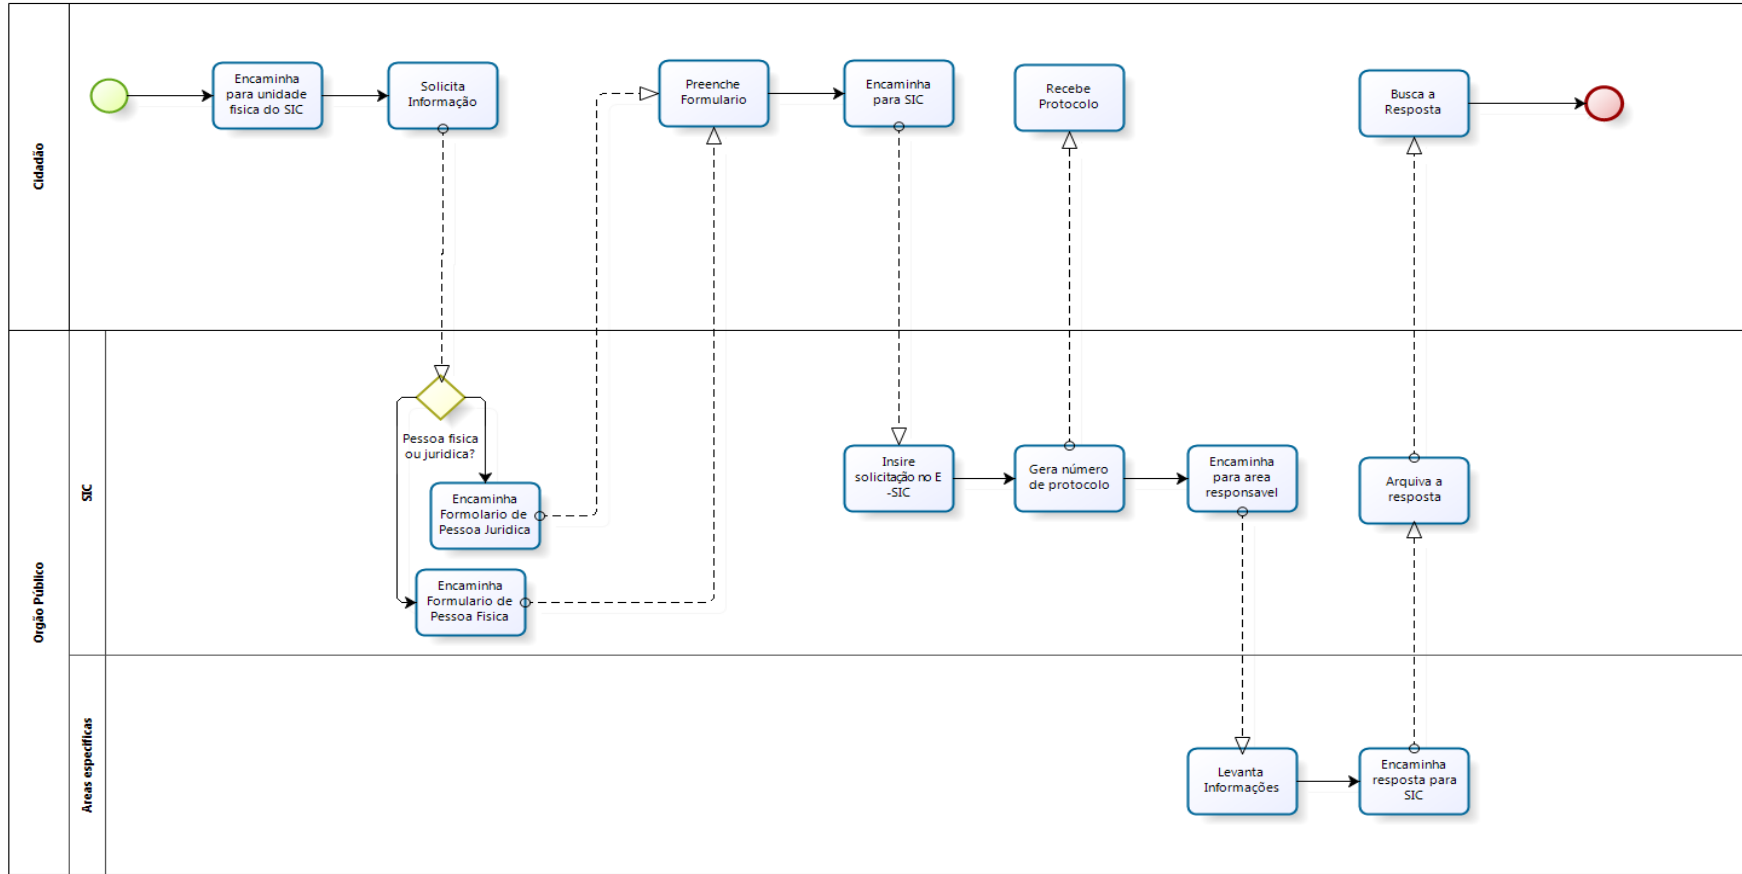 Cidadão
Encaminha
para unidade
fisica do SIC
Solicita
Informação
Preenche
Formulario
Encaminha
para SIC
Recebe
Protocolo
Busca a
Resposta
Orgão Público
SIC
Pessoa fisica
ou juridica?
Encaminha
Formolario de
Pessoa Juridica
Encaminha
Formulario de
Pessoa Fisica
Insire
solicitação no E
-SIC
Gera número
de protocolo
Encaminha
para area
responsavel
Arquiva a
resposta
Areas especificas
Levanta
Informações
Encaminha
resposta para
SIC